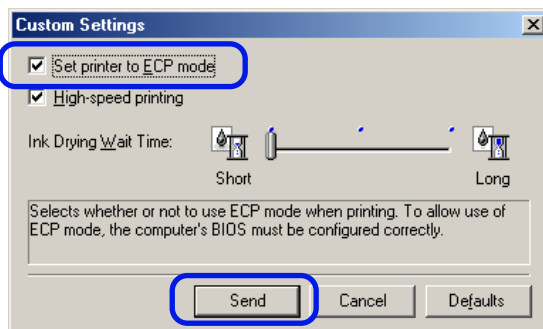 Custom Settings
Set printer to ECP mode
High-speed printing
Ink Drying Wait Time:
Short Long
Selects whether or not to use ECP mode when printing. To allow use of
ECP mode, the computer's BIOS must be configured correctly.
Send Cancel Defaults